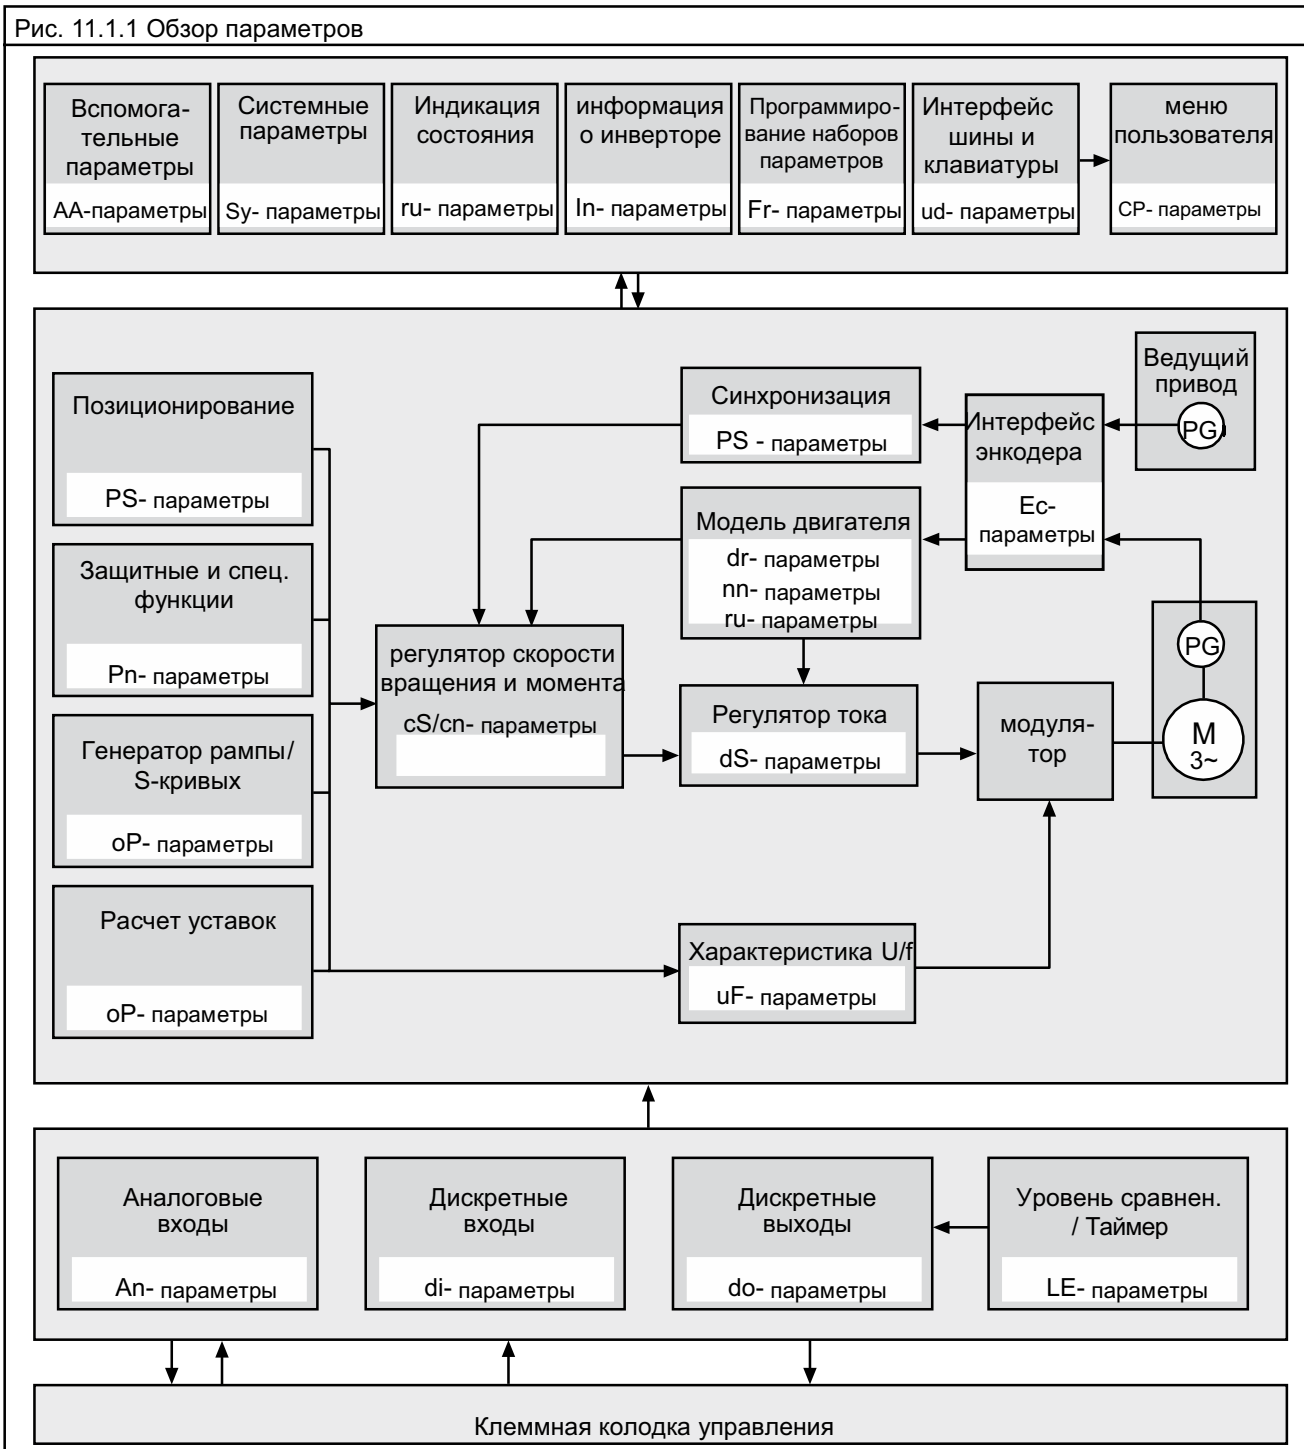 Рис. 11.1.1 Обзор параметров
Вспомога-
тельные
параметры
AA-параметры
Системные
параметры
Sy- параметры
Индикация
состояния
ru- параметры
информация
о инверторе
In- параметры
Программиро-
вание наборов
параметров
Fr- параметры
Интерфейс
шины и
клавиатуры
ud- параметры
меню
пользователя
CP- параметры
Позиционирование
PS- параметры
Защитные и спец.
функции
Pn- параметры
Генератор рампы/
S-кривых
oP- параметры
Расчет уставок
oP- параметры
регулятор скорости
вращения и момента
cS/cn- параметры
Синхронизация
PS - параметры
Модель двигателя
dr- параметры
nn- параметры
ru- параметры
Регулятор тока
dS- параметры
Характеристика U/f
uF- параметры
Интерфейс
энкодера
Ec-
параметры
Ведущий
привод
PG
модуля-
тор
PG
M
3~
Аналоговые
входы
An- параметры
Дискретные
входы
di- параметры
Дискретные
выходы
do- параметры
Уровень сравнен.
/ Таймер
LE- параметры
Клеммная колодка управления